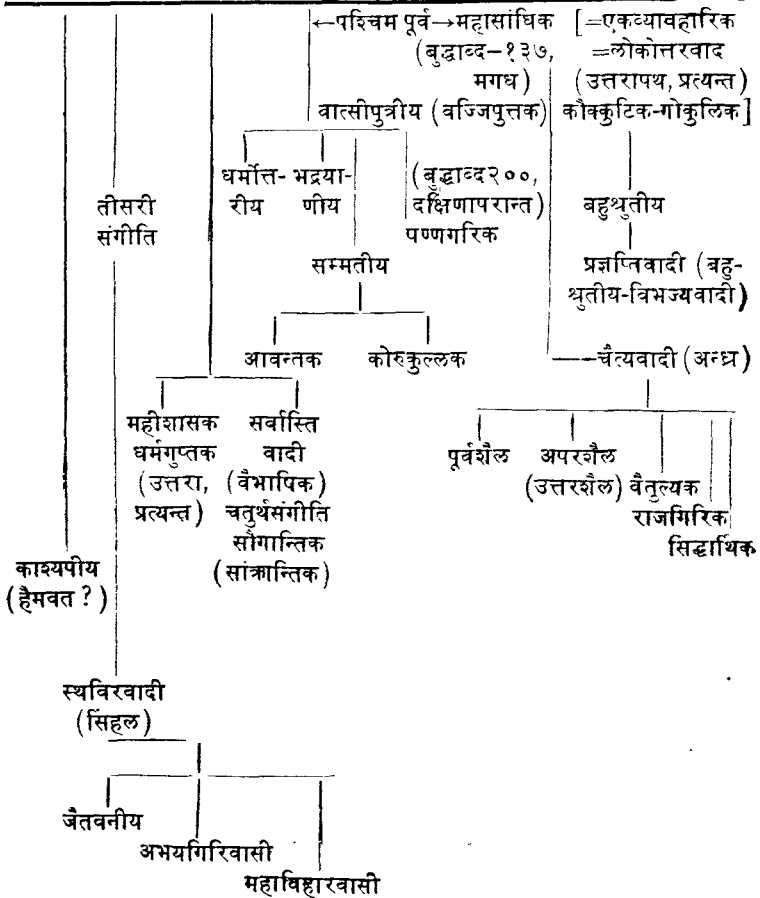 ←पश्चिम पूर्व→महासांघिक [=एकव्यावहारिक
(बुद्धाब्द–१३७, =लोकोत्तरवाद
मगध) (उत्तरापथ, प्रत्यन्त)
वात्सीपुत्रीय (वज्जिपुत्तक) कौक्कुटिक-गोकुलिक]
धर्मोत्त- भद्रया- (बुद्धाब्द२००,
रीय णीय दक्षिणापरान्त)
पण्णगरिक
तीसरी बहुश्रुतीय
संगीति
सम्मतीय प्रज्ञप्तिवादी (बहु-
श्रुतीय-विभज्यवादी)
आवन्तक कोरुकुल्लक चैत्यवादी (अन्ध्र)
महीशासक सर्वास्ति
धर्मगुप्तक वादी पूर्वशैल अपरशैल
(उत्तरा, (वैभाषिक) (उत्तरशैल) वैतुल्यक
प्रत्यन्त) चतुर्थसंगीति राजगिरिक
सौगान्तिक सिद्धार्थिक
काश्यपीय (सांक्रान्तिक)
(हैमवत ?)
स्थविरवादी
(सिंहल)
जैतवनीय
अभयगिरिवासी
महाविहारवासी